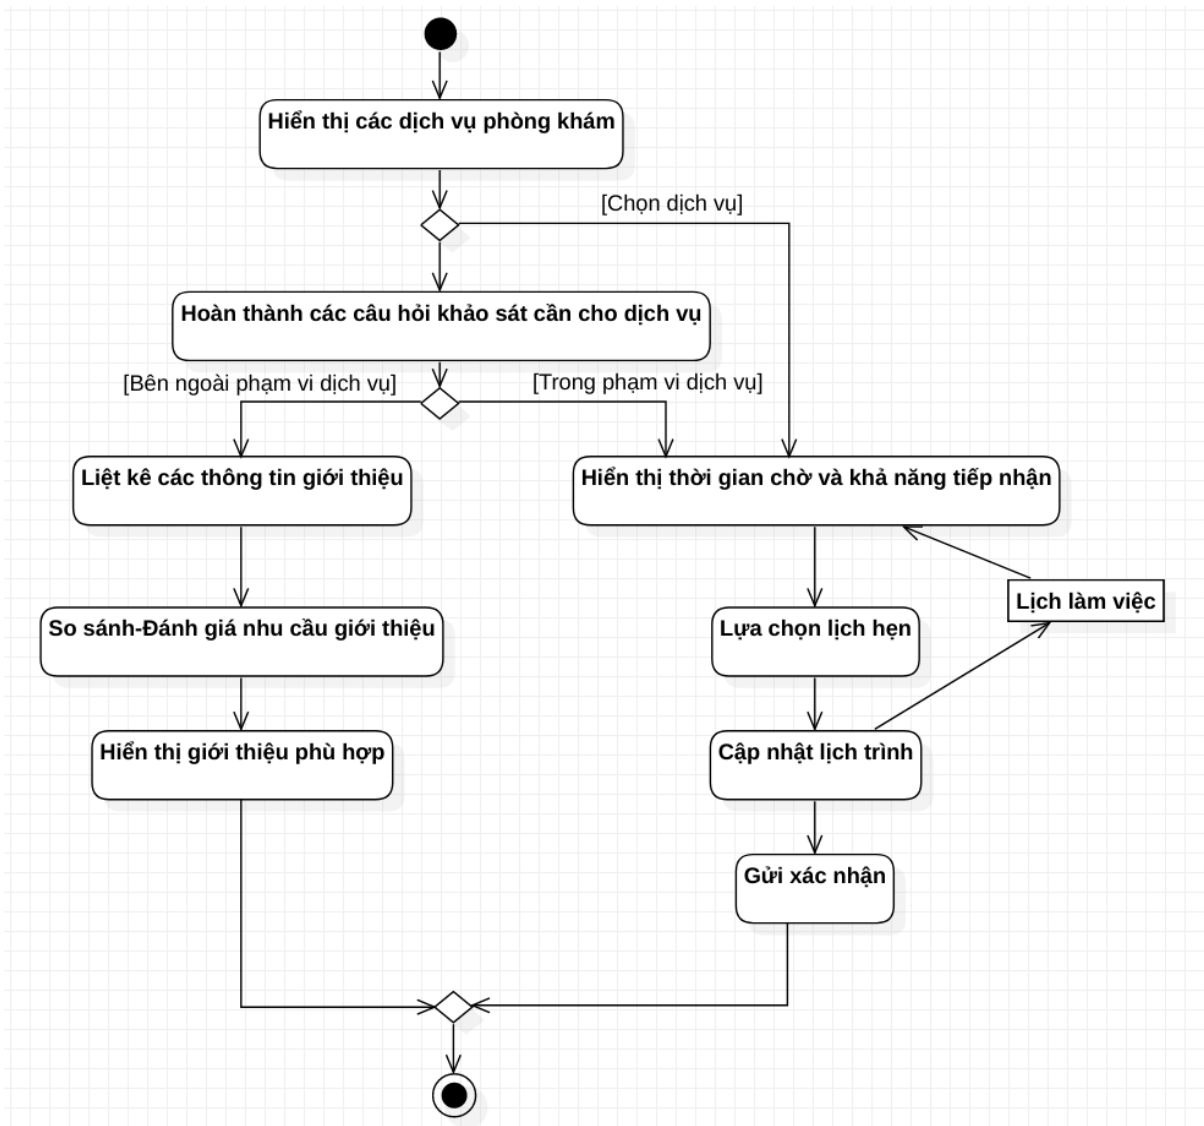 Hiển thị các dịch vụ phòng khám
[Chọn dịch vụ]
Hoàn thành các câu hỏi khảo sát cần cho dịch vụ
[Bên ngoài phạm vi dịch vụ]
[Trong phạm vi dịch vụ]
Liệt kê các thông tin giới thiệu
Hiển thị thời gian chờ và khả năng tiếp nhận
Lịch làm việc
So sánh-Đánh giá nhu cầu giới thiệu
Lựa chọn lịch hẹn
Hiển thị giới thiệu phù hợp
Cập nhật lịch trình
Gửi xác nhận